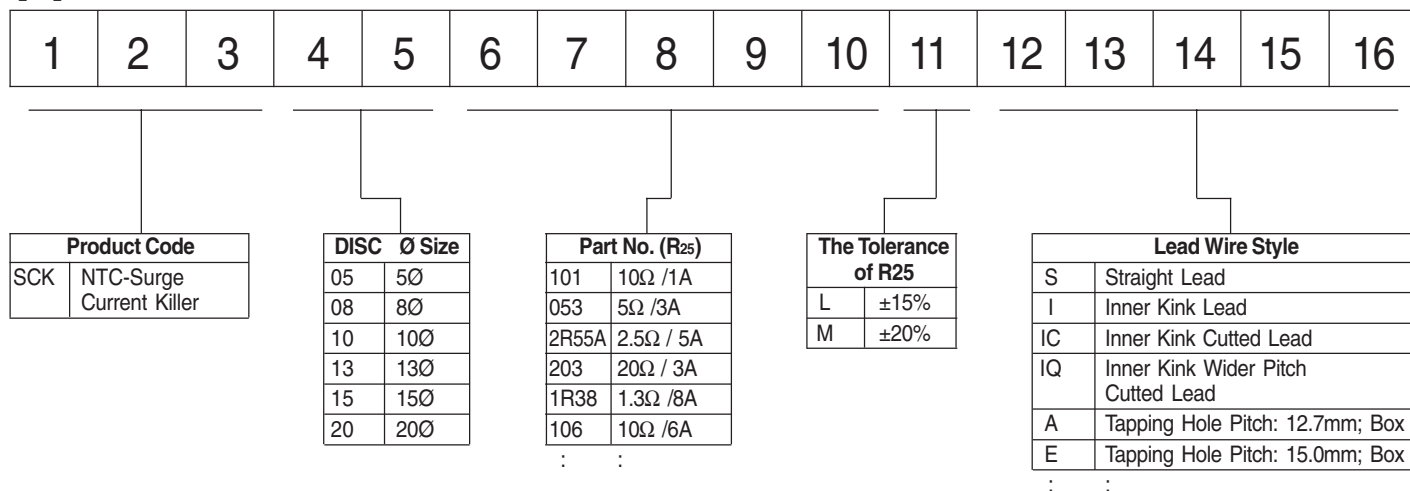 1 2 3 4 5 6 7 8 9 10 11 12 13 14 15 16
Product Code
SCK NTC-Surge
Current Killer
DISC Ø Size
05 5Ø
08 8Ø
10 10Ø
13 13Ø
15 15Ø
20 20Ø
Part No. (R25)
101 10Ω /1A
053 5Ω /3A
2R55A 2.5Ω / 5A
203 20Ω / 3A
1R38 1.3Ω /8A
106 10Ω /6A
: :
The Tolerance
of R25
L ±15%
M ±20%
Lead Wire Style
S Straight Lead
I Inner Kink Lead
IC Inner Kink Cutted Lead
IQ Inner Kink Wider Pitch
Cutted Lead
A Tapping Hole Pitch: 12.7mm; Box
E Tapping Hole Pitch: 15.0mm; Box
: :